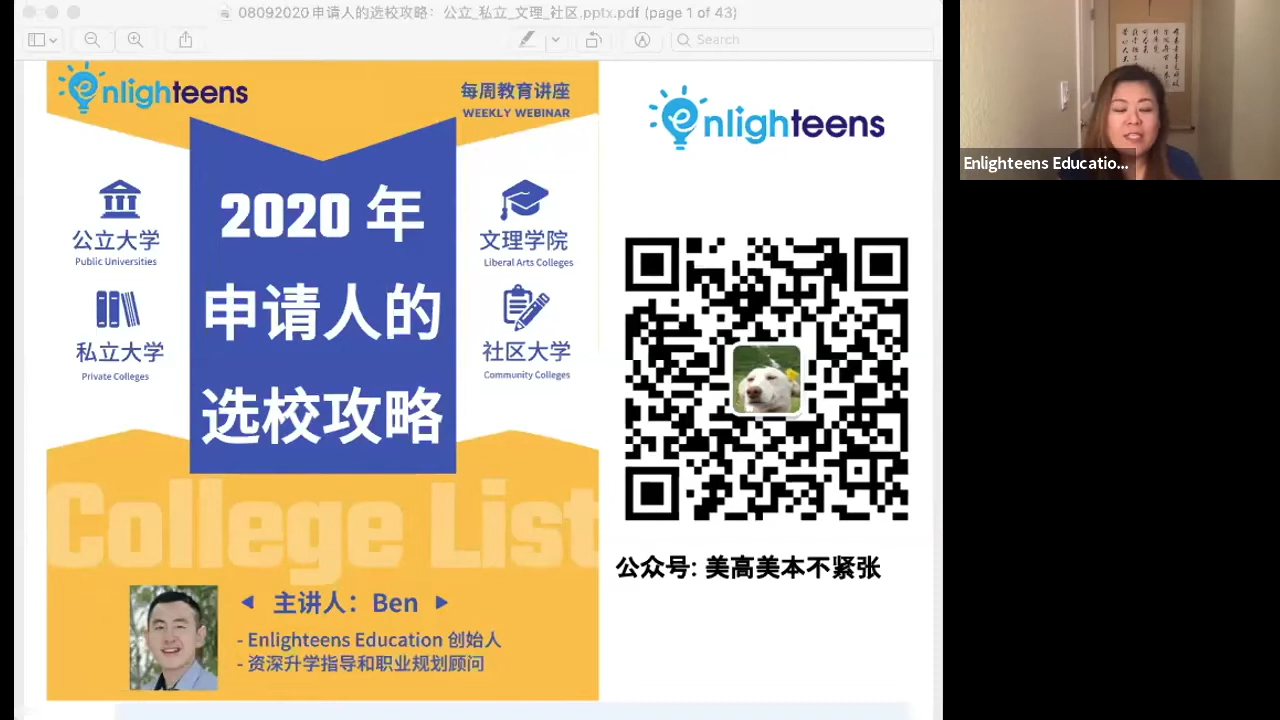 08092020申请人的选校攻略：公立_私立_文理_社区.pptx.pdf (page 1 of 43)
Search
enlighteens
每周教育讲座
WEEKLY WEBINAR
2020 年
申请人的
选校攻略
公立大学
Public Universities
文理学院
Liberal Arts Colleges
私立大学
Private Colleges
社区大学
Community Colleges
College List
主讲人：Ben
- Enlighteens Education 创始人
- 资深升学指导和职业规划顾问
enlighteens
公众号: 美高美本不紧张
Enlighteens Educatio...